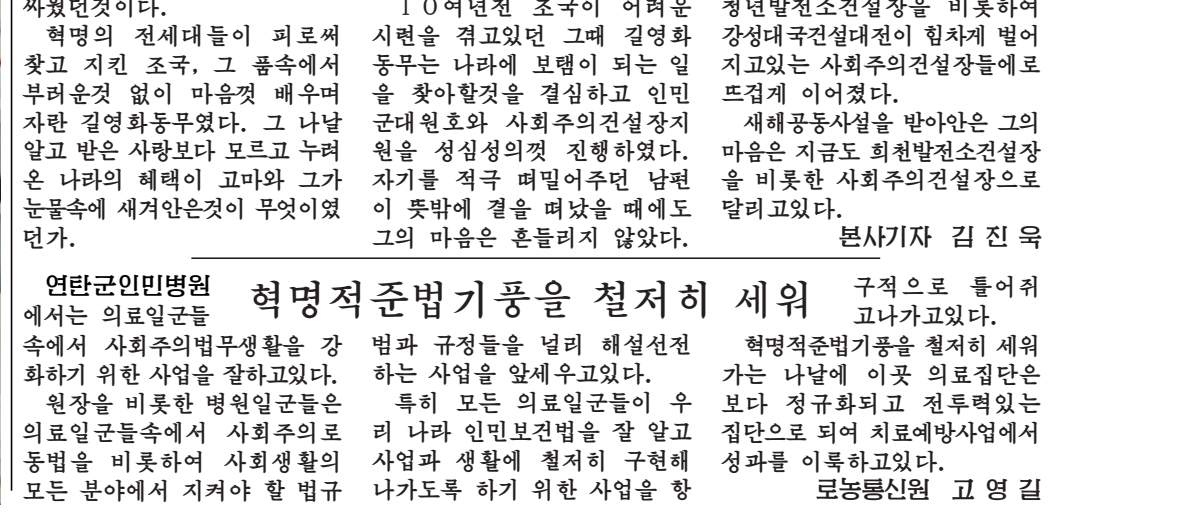 싸웠던것이다.
혁명의 전세대들이 피로써
찾고 지킨 조국, 그 품속에서
부러운것 없이 마음껏 배우며
자란 길영화동무였다. 그 나날
알고 받은 사랑보다 모르고 누려
온 나라의 혜택이 고마와 그가
눈물속에 새겨안은것이 무엇이였
던가.
１０여년전 조국이 어려운
시련을 겪고있던 그때 길영화
동무는 나라에 보탬이 되는 일
을 찾아할것을 결심하고 인민
군대원호와 사회주의건설장지
원을 성심성의껏 진행하였다.
자기를 적극 떠밀어주던 남편
이 뜻밖에 곁을 떠났을 때에도
그의 마음은 흔들리지 않았다.
청년발전소건설장을 비롯하여
강성대국건설대전이 힘차게 벌어
지고있는 사회주의건설장들에로
뜨겁게 이어졌다.
새해공동사설을 받아안은 그의
마음은 지금도 희천발전소건설장
을 비롯한 사회주의건설장으로
달리고있다.
본사기자 김 진 욱
혁명적준법기풍을 철저히 세워
연탄군인민병원
에서는 의료일군들
속에서 사회주의법무생활을 강
화하기 위한 사업을 잘하고있다.
원장을 비롯한 병원일군들은
의료일군들속에서 사회주의로
동법을 비롯하여 사회생활의
모든 분야에서 지켜야 할 법규
범과 규정들을 널리 해설선전
하는 사업을 앞세우고있다.
특히 모든 의료일군들이 우
리 나라 인민보건법을 잘 알고
사업과 생활에 철저히 구현해
나가도록 하기 위한 사업을 항
구적으로 틀어쥐
고나가고있다.
혁명적준법기풍을 철저히 세워
가는 나날에 이곳 의료집단은
보다 정규화되고 전투력있는
집단으로 되여 치료예방사업에서
성과를 이룩하고있다.
로농통신원 고 영 길